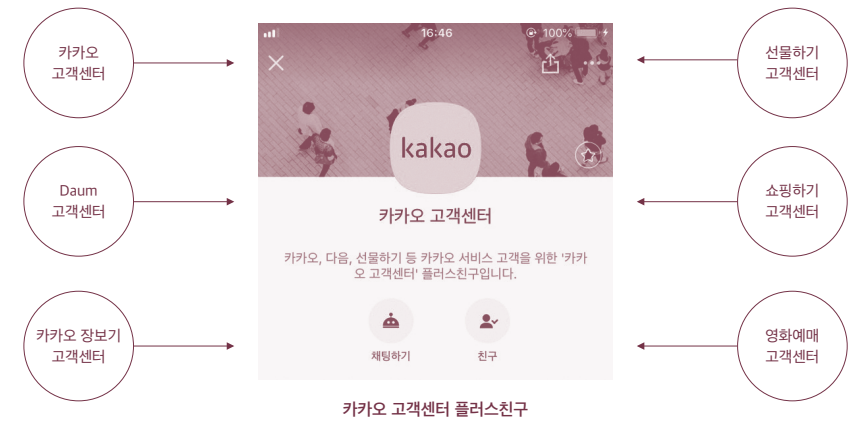 카카오
고객센터
Daum
고객센터
카카오 장보기
고객센터
16:46
100%
kakao
카카오 고객센터
카카오, 다음, 선물하기 등 카카오 서비스 고객을 위한 '카카
오 고객센터' 플러스친구입니다.
채팅하기
친구
선물하기
고객센터
쇼핑하기
고객센터
영화예매
고객센터
카카오 고객센터 플러스친구